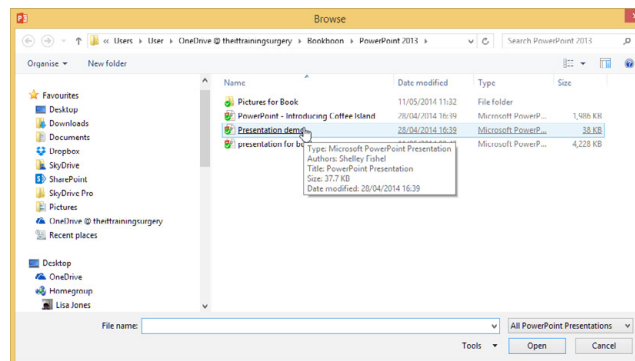 Browse
« Users › User › OneDrive @ theittrainingsurgery › Bookboon › PowerPoint 2013 ›
Search PowerPoint 2013
Organise
New folder
Name Date modified Type Size
Favourites
Desktop
Downloads
Documents
Dropbox
SkyDrive
SharePoint
SkyDrive Pro
Pictures
OneDrive @ theittrainingsurgery
Recent places
Desktop
OneDrive
Homegroup
Lisa Jones
Pictures for Book 11/05/2014 11:32 File folder
PowerPoint - Introducing Coffee Island 28/04/2014 16:39 Microsoft PowerP... 1,986 KB
Presentation demo 28/04/2014 16:39 Microsoft PowerP... 38 KB
presentation for bo Microsoft PowerP... 4,228 KB
Type: Microsoft PowerPoint Presentation
Authors: Shelley Fishel
Title: PowerPoint Presentation
Size: 37.7 KB
Date modified: 28/04/2014 16:39
File name:
All PowerPoint Presentations
Tools Open Cancel